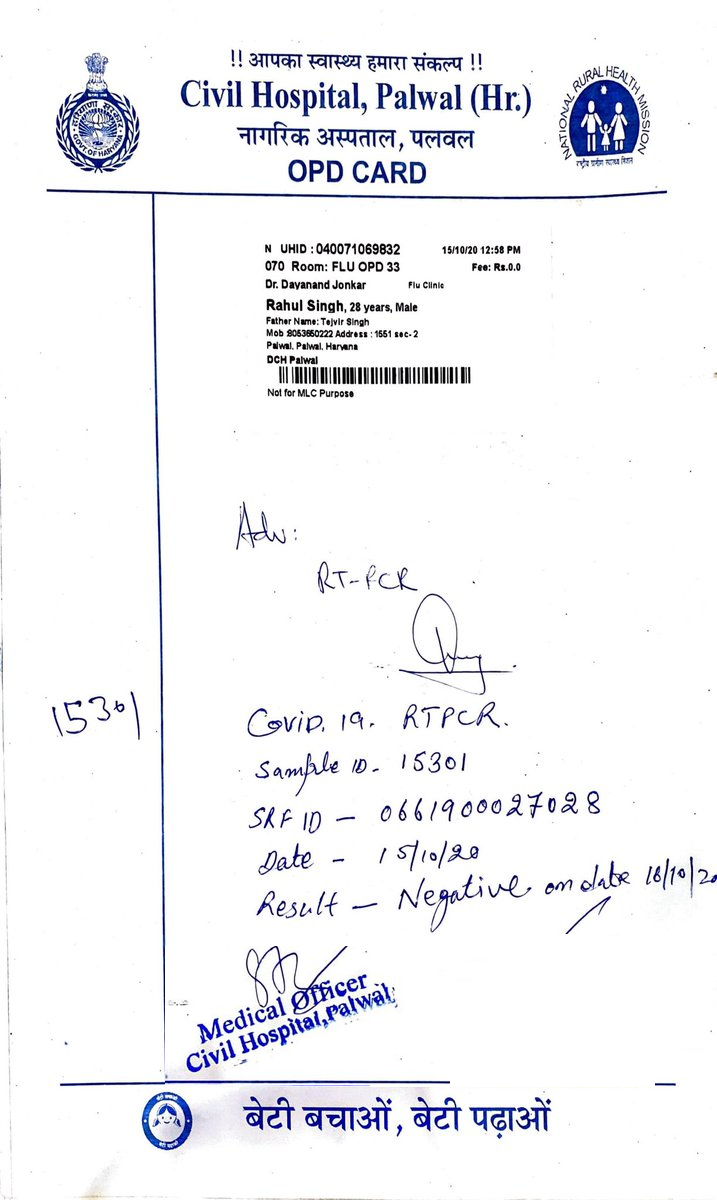 !! आपका स्वास्थ्य हमारा संकल्प !!
Civil Hospital, Palwal (Hr.)
नागरिक अस्पताल, पलवल
OPD CARD
हरियाणा सरकार
GOVT. OF HARYANA
NATIONAL RURAL HEALTH MISSION
राष्ट्रीय ग्रामीण स्वास्थ्य मिशन
N UHID : 040071069832 15/10/20 12:58 PM
070 Room: FLU OPD 33 Fee: Rs.0.0
Dr. Dayanand Jonkar Flu Clinic
Rahul Singh, 28 years, Male
Father Name: Tejvir Singh
Mob :8053650222 Address : 1551 sec- 2
Palwal, Palwal, Haryana
DCH Palwal
Not for MLC Purpose
Adv:
RT-PCR
15301
Covid. 19. RTPCR.
Sample ID - 15301
SRF ID - 0661900027028
Date - 15/10/20
Result - Negative on date 18/10/20
Medical Officer
Civil Hospital, Palwal
बेटी बचाओ
बेटी पढ़ाओ
बेटी बचाओं, बेटी पढ़ाओं